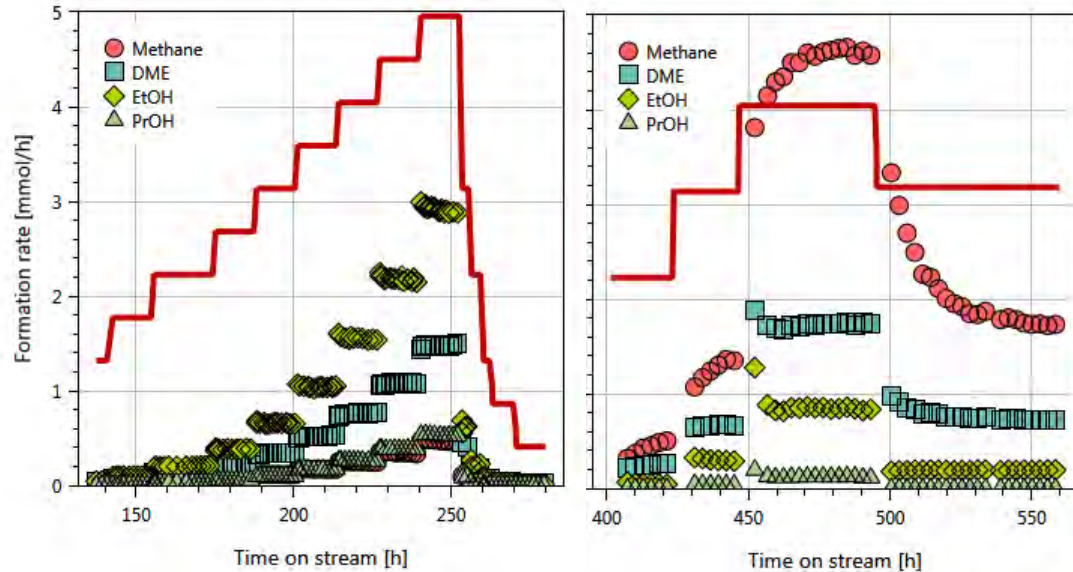 5
4
3
2
1
0
Formation rate [mmol/h]
Methane
DME
EtOH
PrOH
150 200 250
Time on stream [h]
Methane
DME
EtOH
PrOH
400 450 500 550
Time on stream [h]